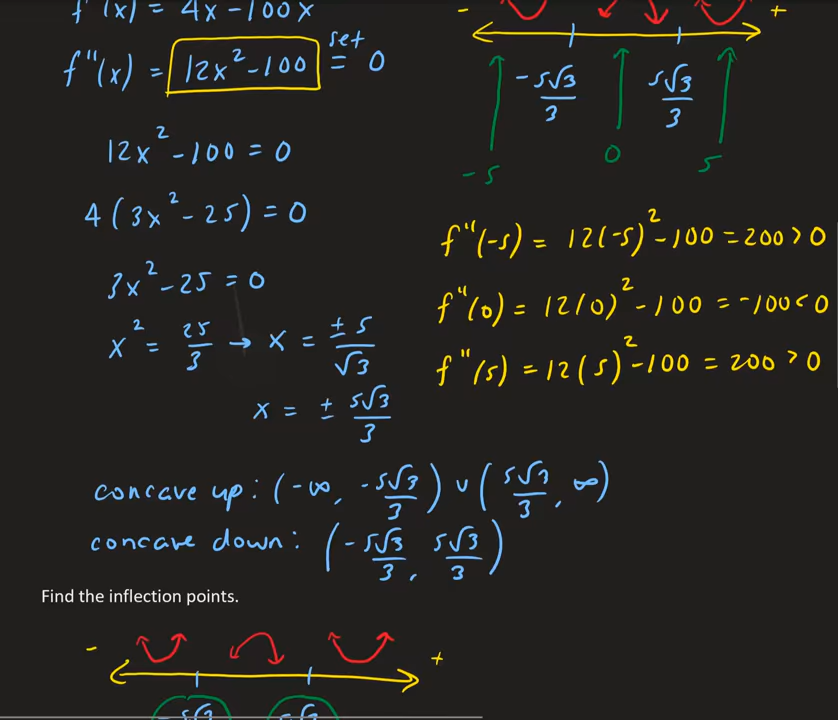 f'(x) = 4x - 100x
f"(x) = 12x² - 100 set = 0
12x² - 100 = 0
4(3x² - 25) = 0
3x² - 25 = 0
x² = 25/3 → x = ± 5/√3
x = ± 5√3/3
- +
-5√3/3 5√3/3
-5 0 5
f"(-5) = 12(-5)² - 100 = 200 > 0
f"(0) = 12(0)² - 100 = -100 < 0
f"(5) = 12(5)² - 100 = 200 > 0
concave up: (-∞, -5√3/3) ∪ (5√3/3, ∞)
concave down: (-5√3/3, 5√3/3)
Find the inflection points.
- +